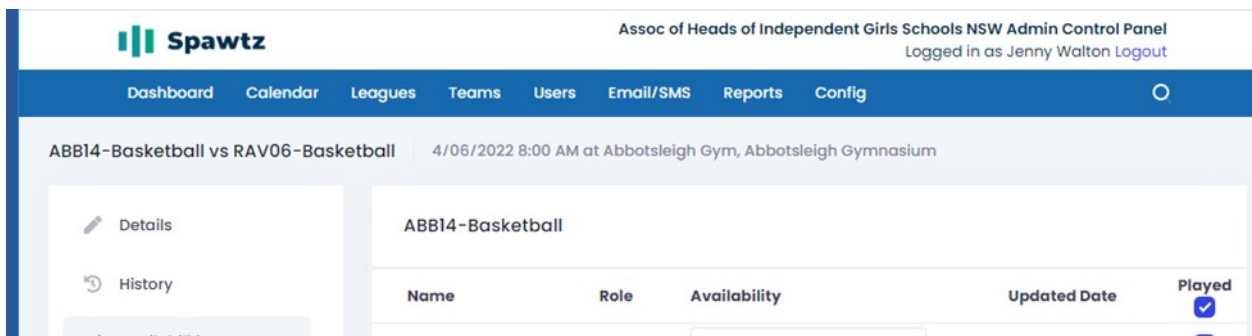 Spawtz
Assoc of Heads of Independent Girls Schools NSW Admin Control Panel
Logged in as Jenny Walton Logout
Dashboard Calendar Leagues Teams Users Email/SMS Reports Config
ABB14-Basketball vs RAV06-Basketball 4/06/2022 8:00 AM at Abbotsleigh Gym, Abbotsleigh Gymnasium
Details
ABB14-Basketball
History
Name Role Availability Updated Date Played